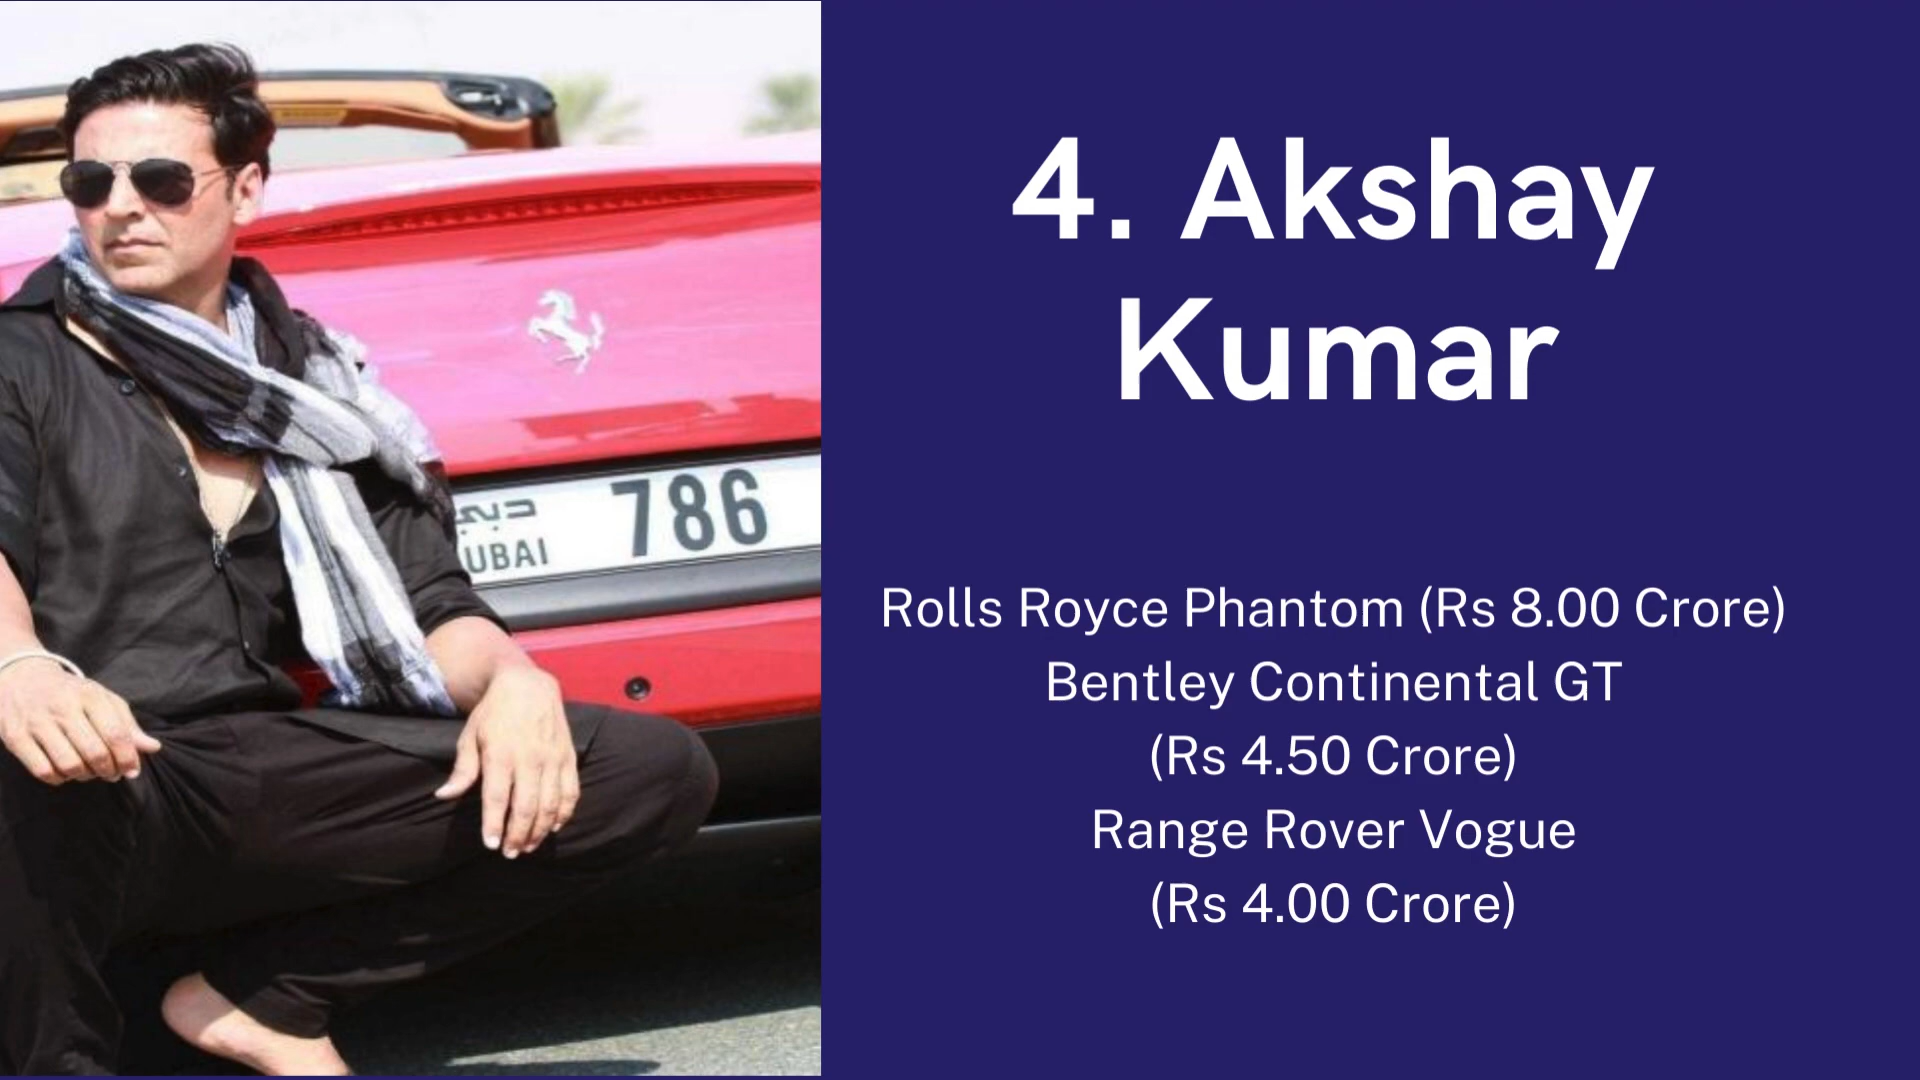 4. Akshay
Kumar
Rolls Royce Phantom (Rs 8.00 Crore)
Bentley Continental GT
(Rs 4.50 Crore)
Range Rover Vogue
(Rs 4.00 Crore)
دبي
UBAI
786